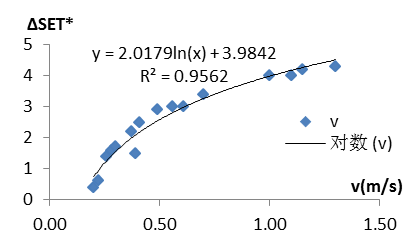 ΔSET*
5
y = 2.0179ln(x) + 3.9842
R² = 0.9562
4
3
v
2
对数 (v)
1
0
v(m/s)
0.00 0.50 1.00 1.50